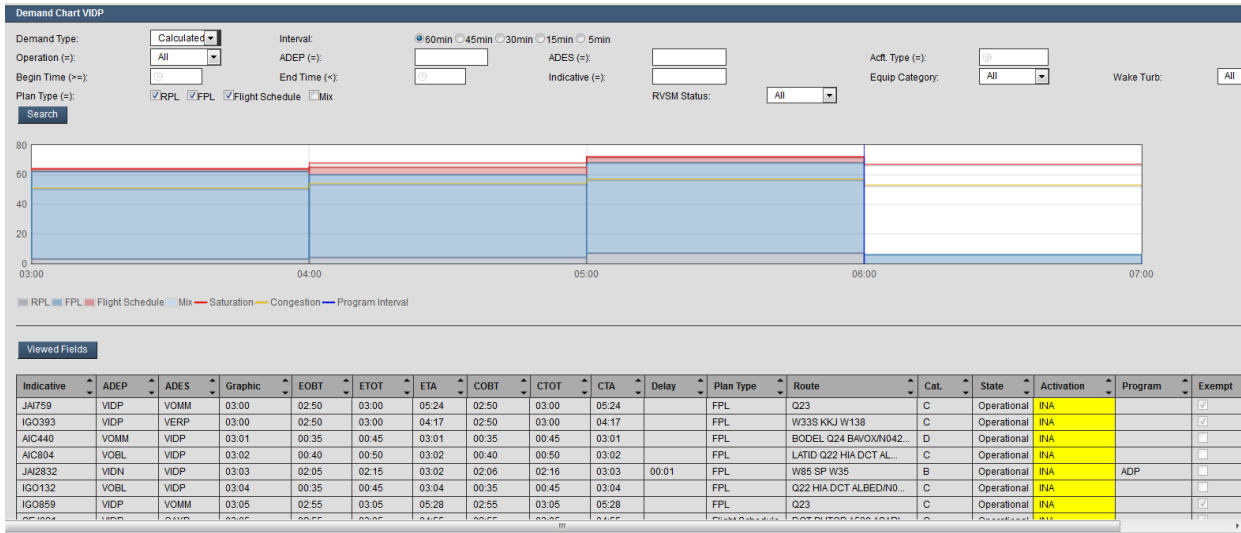 Demand Chart VIDP
Demand Type: Calculated Interval: 60min 45min 30min 15min 5min
Operation (=): All ADEP (=): ADES (=): Acft. Type (=):
Begin Time (>=): End Time (<): Indicative (=): Equip Category: All Wake Turb: All
Plan Type (=): RPL FPL Flight Schedule Mix RVSM Status: All
Search
80
60
40
20
0
03:00 04:00 05:00 06:00 07:00
RPL FPL Flight Schedule Mix Saturation Congestion Program Interval
Viewed Fields
Indicative ADEP ADES Graphic EOBT ETOT ETA COBT CTOT CTA Delay Plan Type Route Cat. State Activation Program Exempt
JAI759 VIDP VOMM 03:00 02:50 03:00 05:24 02:50 03:00 05:24 FPL Q23 C Operational INA
IGO393 VIDP VERP 03:00 02:50 03:00 04:17 02:50 03:00 04:17 FPL W33S KKJ W138 C Operational INA
AIC440 VOMM VIDP 03:01 00:35 00:45 03:01 00:35 00:45 03:01 FPL BODEL Q24 BAVOX/N042... D Operational INA
AIC804 VOBL VIDP 03:02 00:40 00:50 03:02 00:40 00:50 03:02 FPL LATID Q22 HIA DCT AL... C Operational INA
JAI2832 VIDN VIDP 03:03 02:05 02:15 03:02 02:06 02:16 03:03 00:01 FPL W85 SP W35 B Operational INA ADP
IGO132 VOBL VIDP 03:04 00:35 00:45 03:04 00:35 00:45 03:04 FPL Q22 HIA DCT ALBED/N0... C Operational INA
IGO859 VIDP VOMM 03:05 02:55 03:05 05:28 02:55 03:05 05:28 FPL Q23 C Operational INA